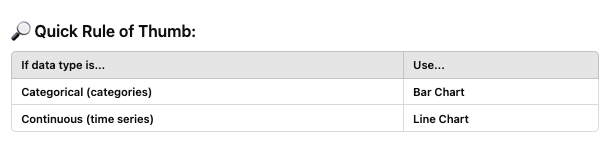 🔎 Quick Rule of Thumb:
If data type is... Use...
Categorical (categories) Bar Chart
Continuous (time series) Line Chart